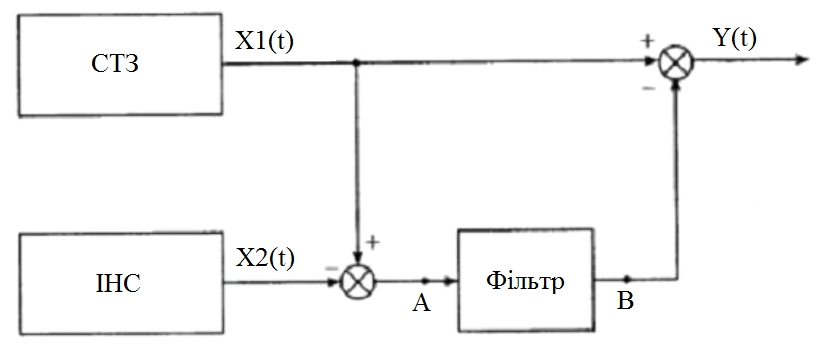 СТЗ
X1(t)
+
Y(t)
−
ІНС
X2(t)
−
+
A
Фільтр
B